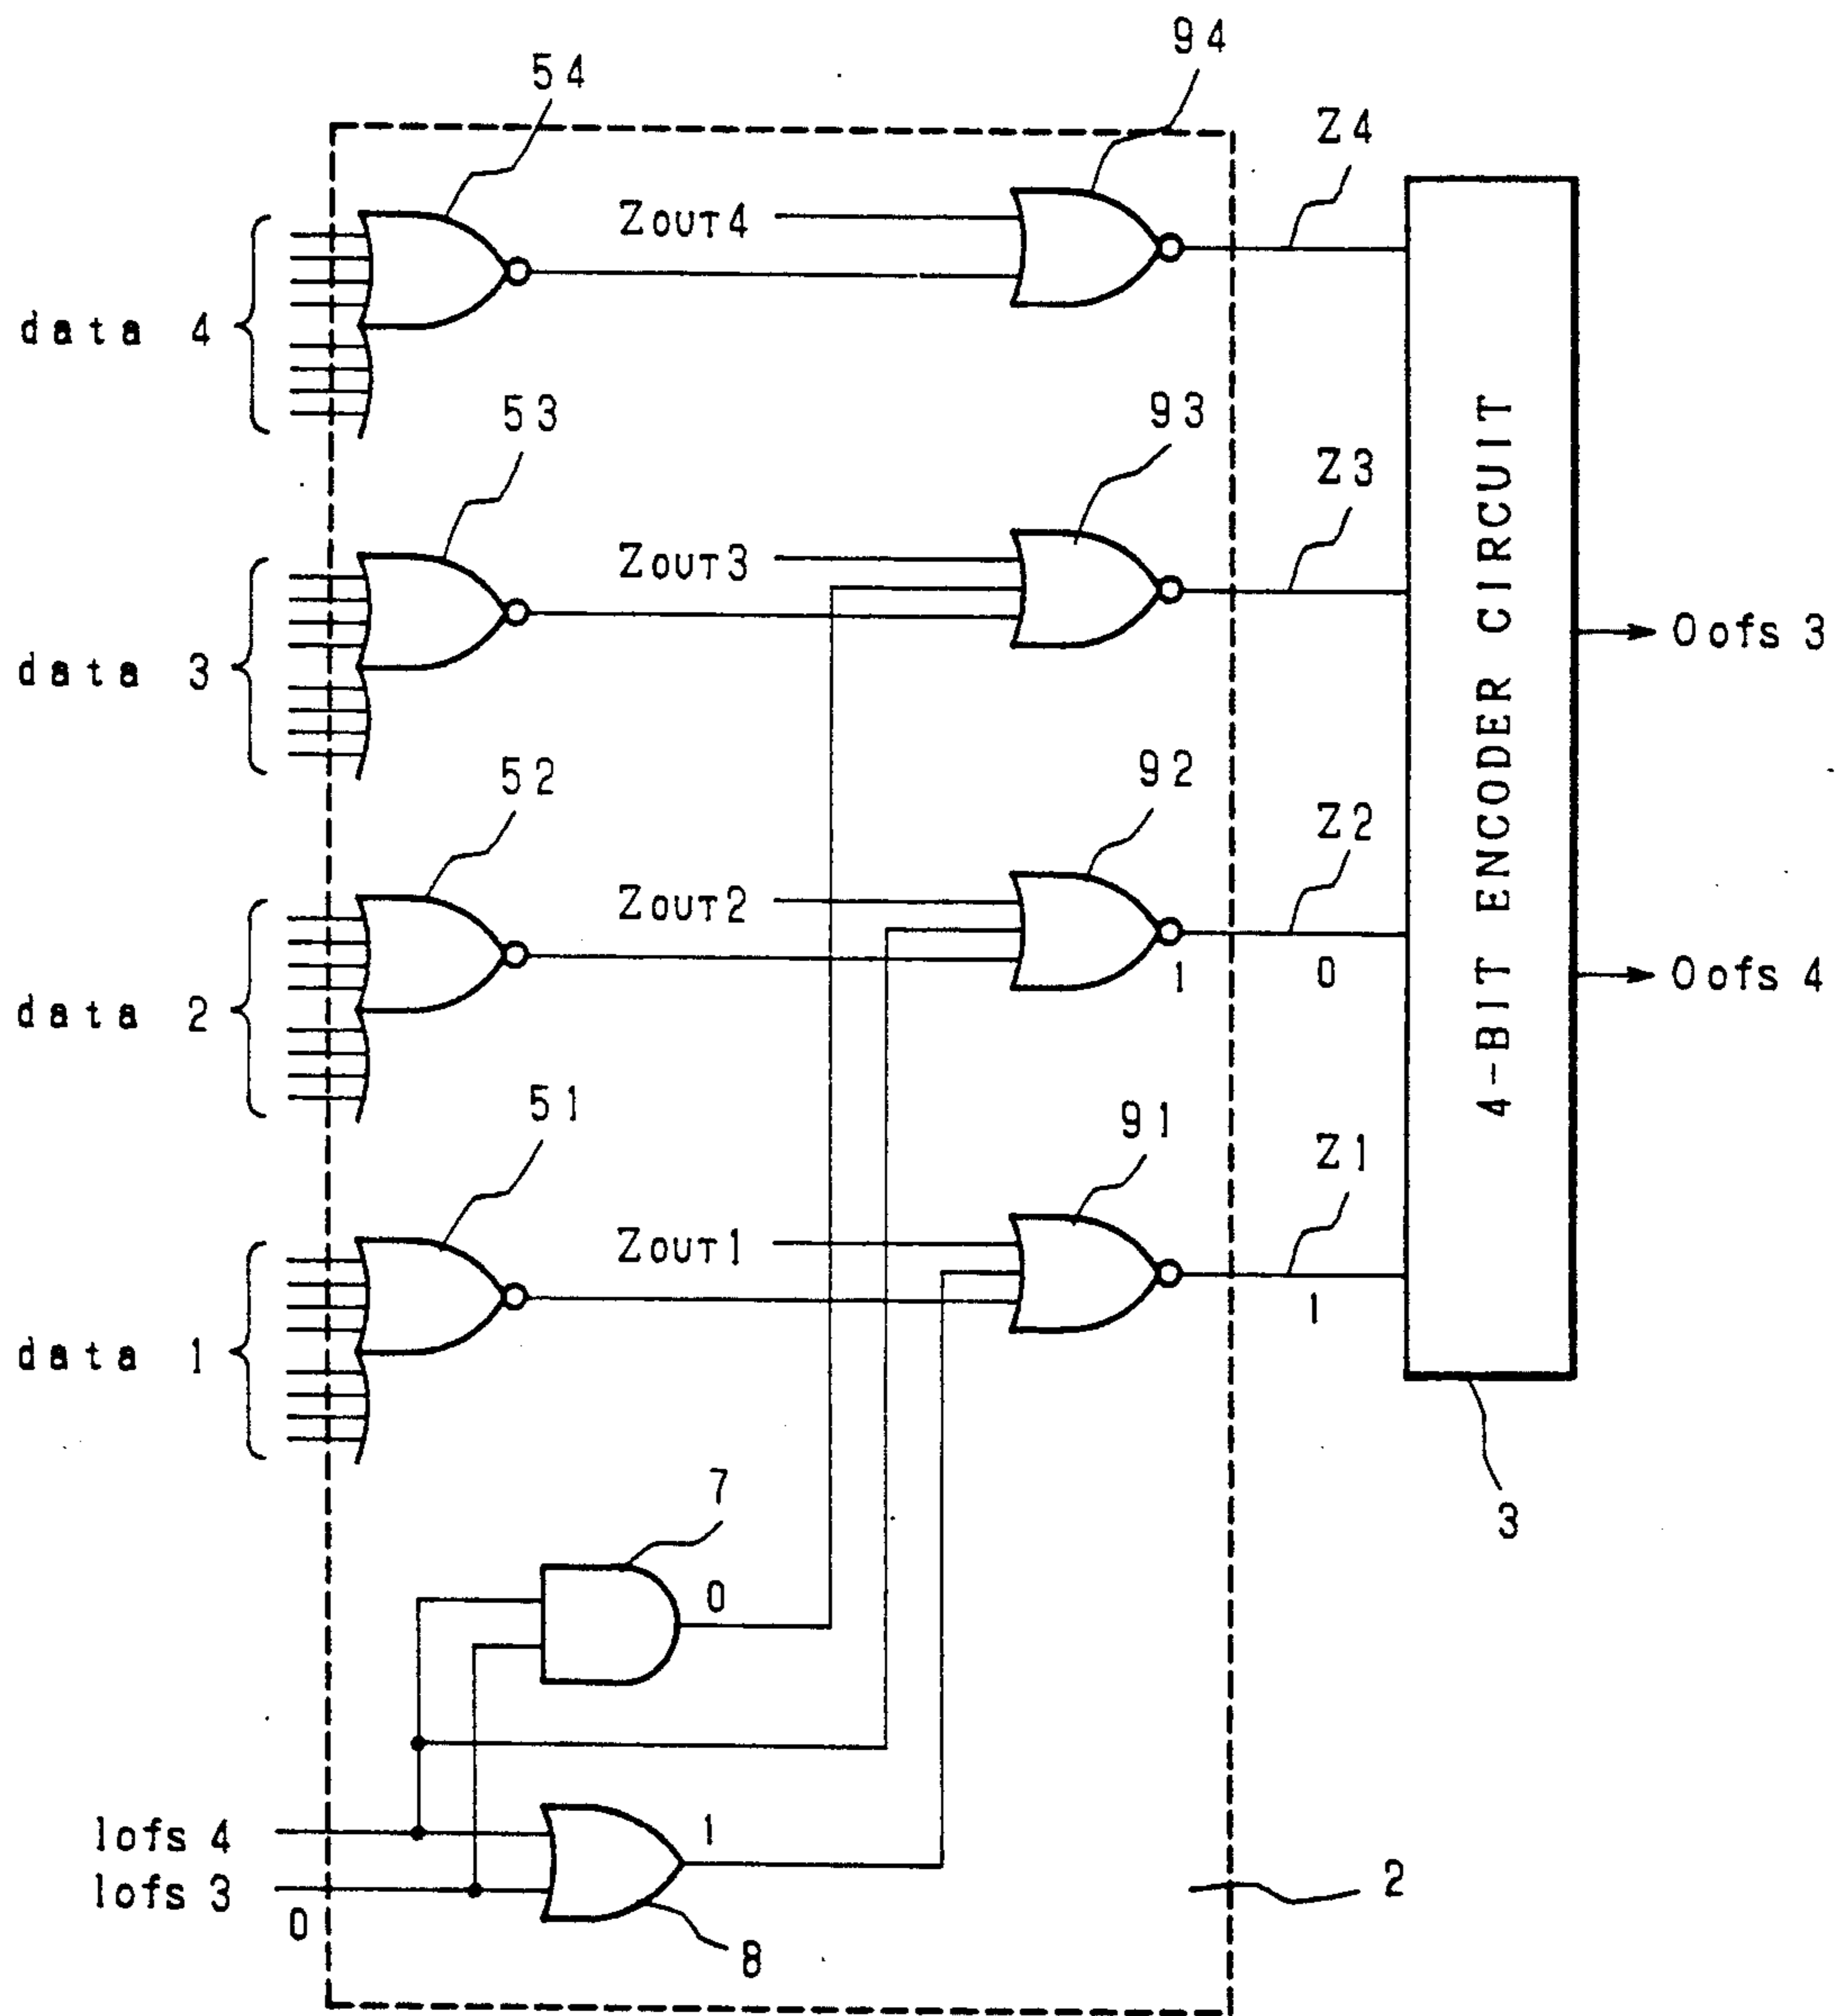 94
54
Z4
ZOUT4
data 4
53
93
Z3
ZOUT3
data 3
4-BIT ENCODER CIRCUIT
Oofs 3
52
92
Z2
ZOUT2
1
0
Oofs 4
data 2
51
91
Z1
ZOUT1
1
data 1
7
0
3
Iofs 4
1
Iofs 3
0
8
2